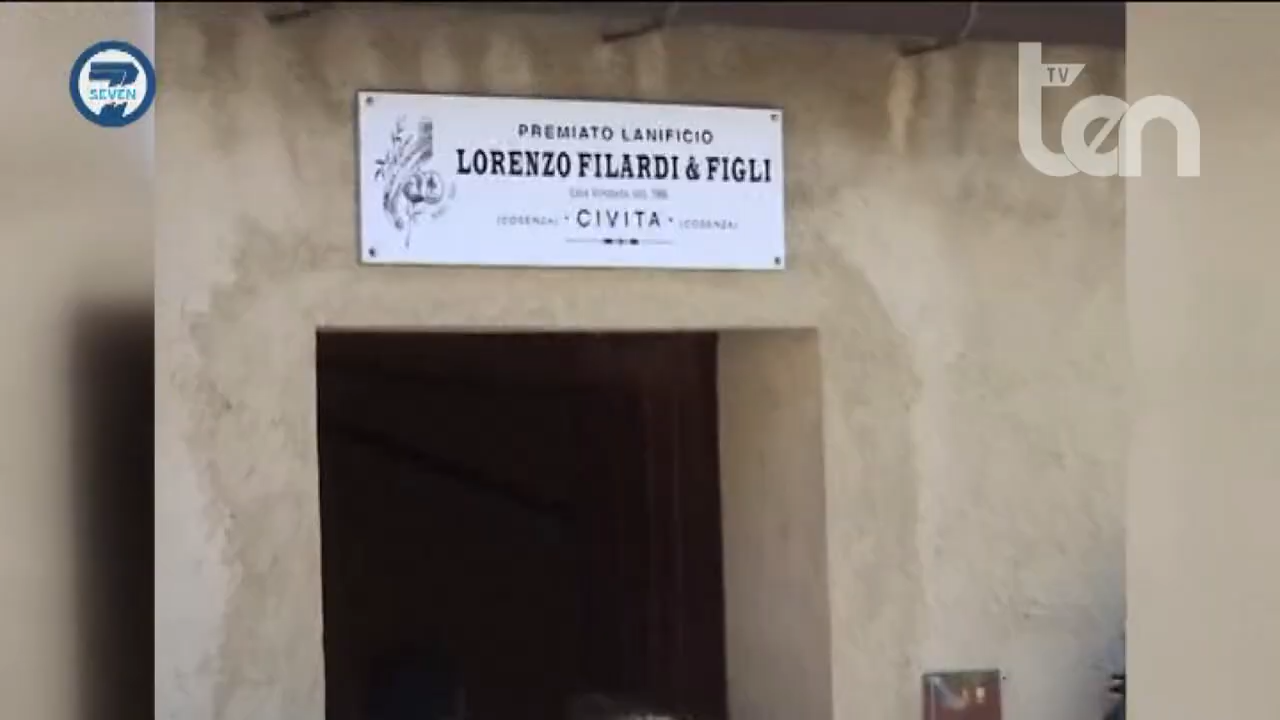 SEVEN
TV
ten
PREMIATO LANIFICIO
LORENZO FILARDI & FIGLI
(COSENZA) · CIVITA · (COSENZA)